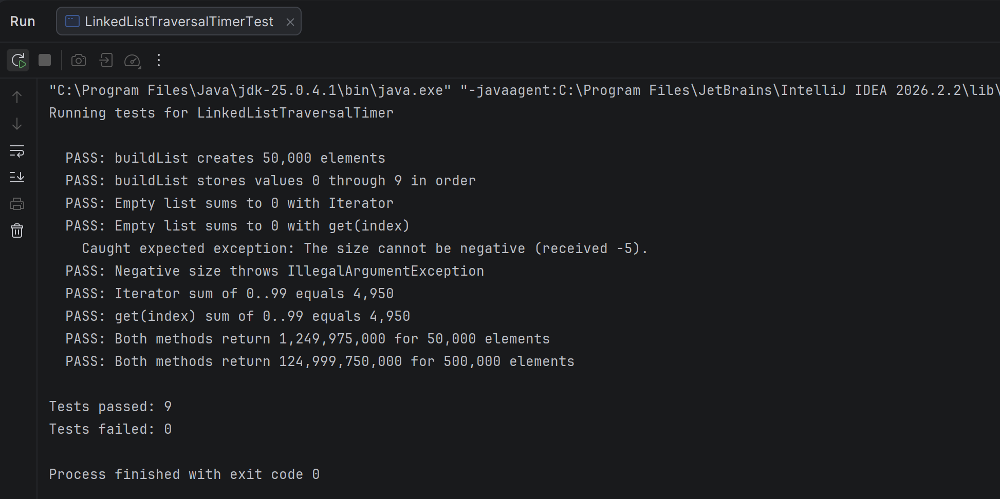 Run
LinkedListTraversalTimerTest
"C:\Program Files\Java\jdk-25.0.4.1\bin\java.exe" "-javaagent:C:\Program Files\JetBrains\IntelliJ IDEA 2026.2.2\lib\
Running tests for LinkedListTraversalTimer
PASS: buildList creates 50,000 elements
PASS: buildList stores values 0 through 9 in order
PASS: Empty list sums to 0 with Iterator
PASS: Empty list sums to 0 with get(index)
Caught expected exception: The size cannot be negative (received -5).
PASS: Negative size throws IllegalArgumentException
PASS: Iterator sum of 0..99 equals 4,950
PASS: get(index) sum of 0..99 equals 4,950
PASS: Both methods return 1,249,975,000 for 50,000 elements
PASS: Both methods return 124,999,750,000 for 500,000 elements
Tests passed: 9
Tests failed: 0
Process finished with exit code 0